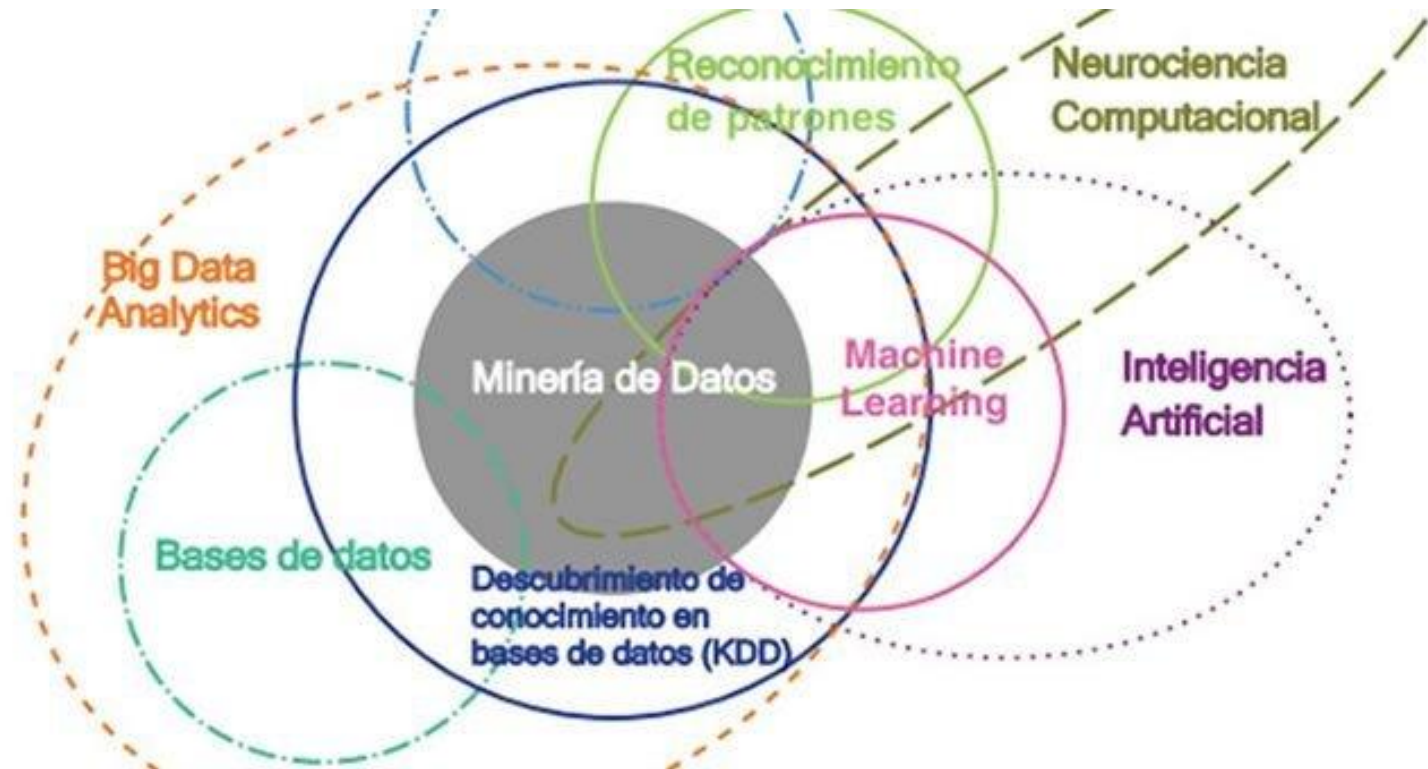 Reconocimiento
de patrones
Neurociencia
Computacional
Big Data
Analytics
Minería de Datos
Machine
Learning
Inteligencia
Artificial
Bases de datos
Descubrimiento de
conocimiento en
bases de datos (KDD)